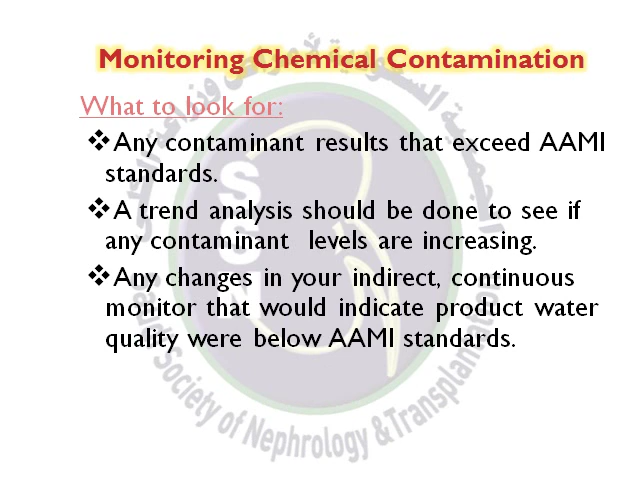 Monitoring Chemical Contamination
What to look for:
❖Any contaminant results that exceed AAMI
standards.
❖A trend analysis should be done to see if
any contaminant levels are increasing.
❖Any changes in your indirect, continuous
monitor that would indicate product water
quality were below AAMI standards.
Society of Nephrology & Transplantation